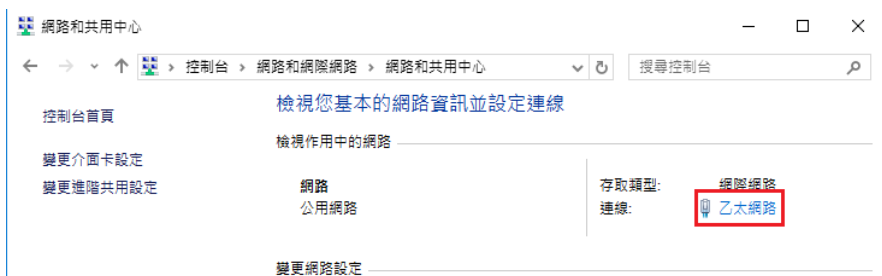 網路和共用中心
控制台 › 網路和網際網路 › 網路和共用中心 搜尋控制台
控制台首頁
變更介面卡設定
變更進階共用設定
檢視您基本的網路資訊並設定連線
檢視作用中的網路
網路 存取類型: 網際網路
公用網路 連線: 乙太網路
變更網路設定